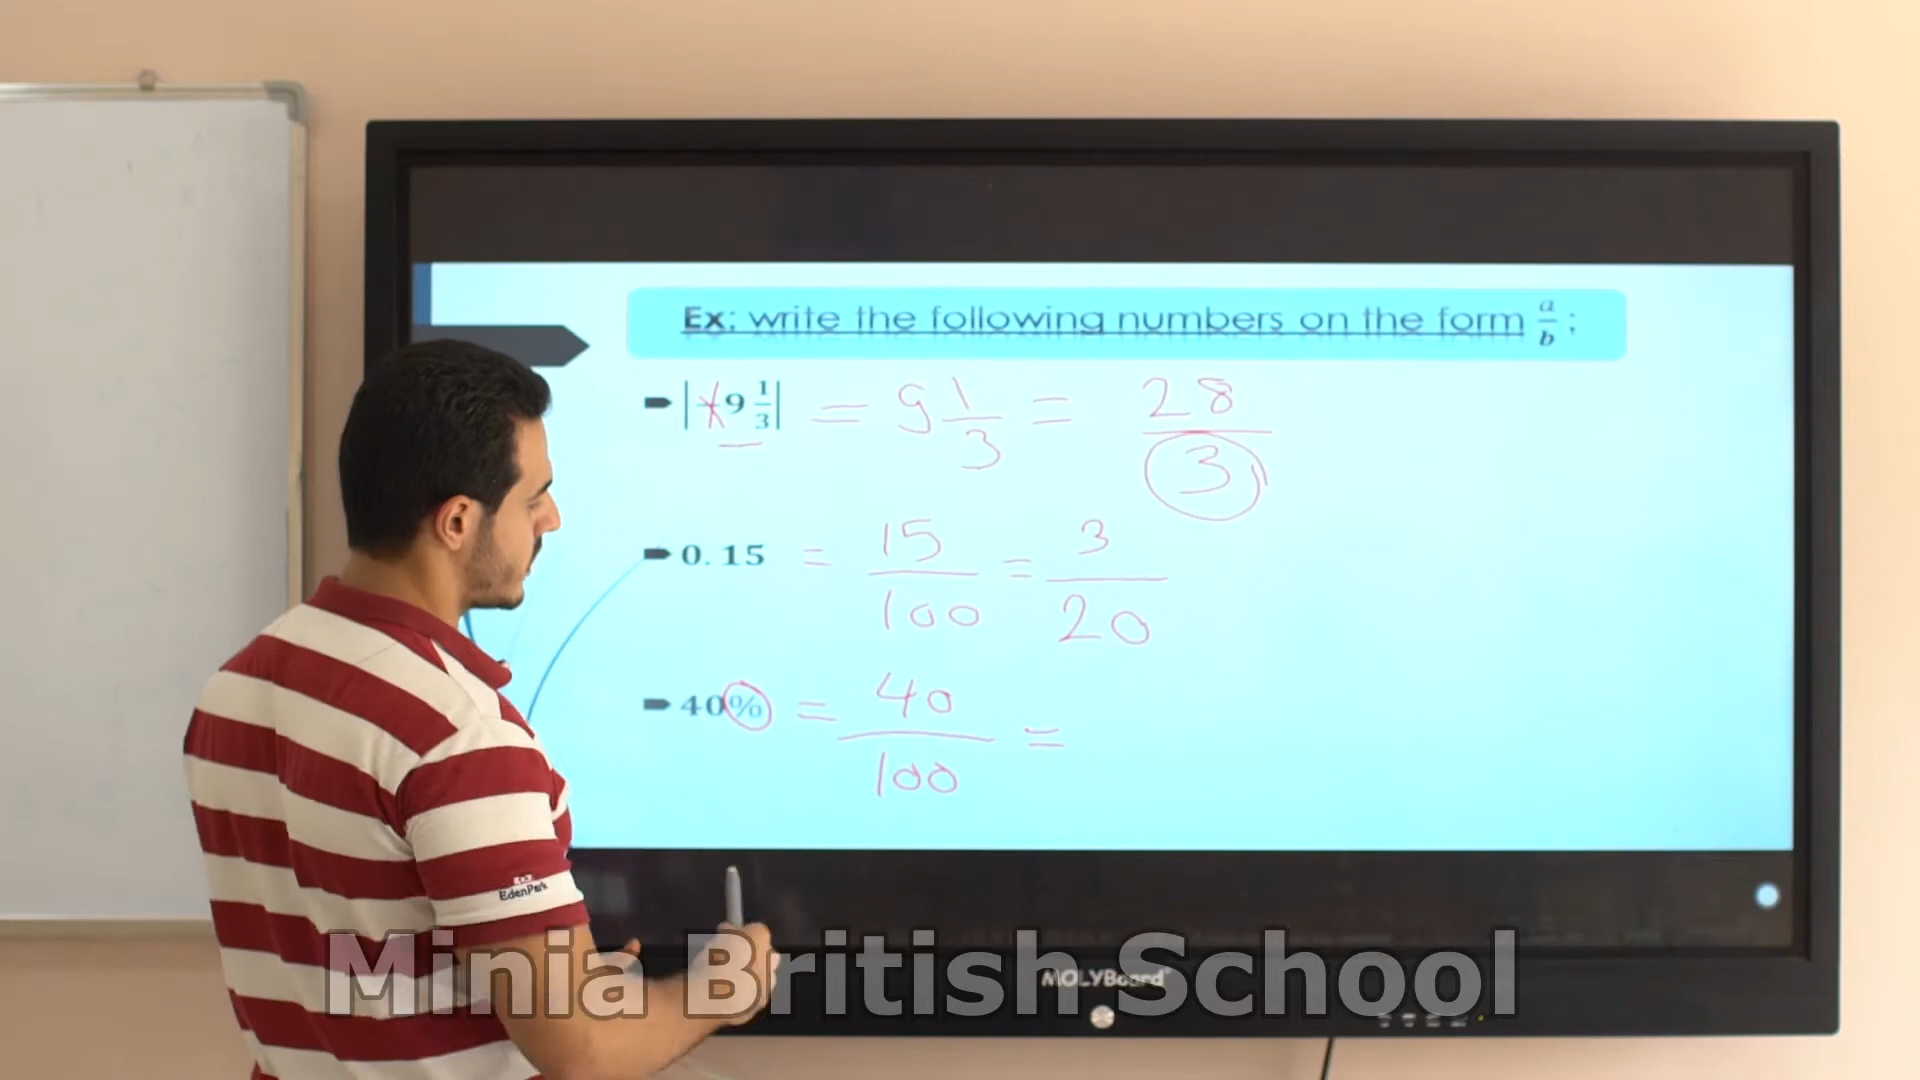 Ex: write the following numbers on the form a/b ;
|-9 1/3| = 9 1/3 = 28/3
0.15 = 15/100 = 3/20
40% = 40/100 =
EdenPark
Minia British School
MOLYBoard